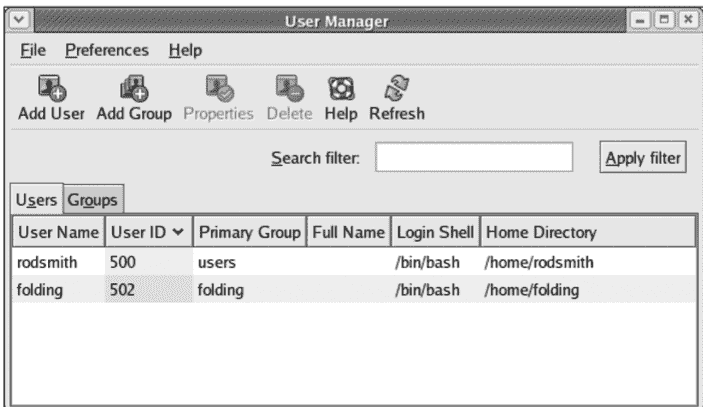 User Manager
File Preferences Help
Add User Add Group Properties Delete Help Refresh
Search filter: Apply filter
Users Groups
User Name User ID Primary Group Full Name Login Shell Home Directory
rodsmith 500 users /bin/bash /home/rodsmith
folding 502 folding /bin/bash /home/folding